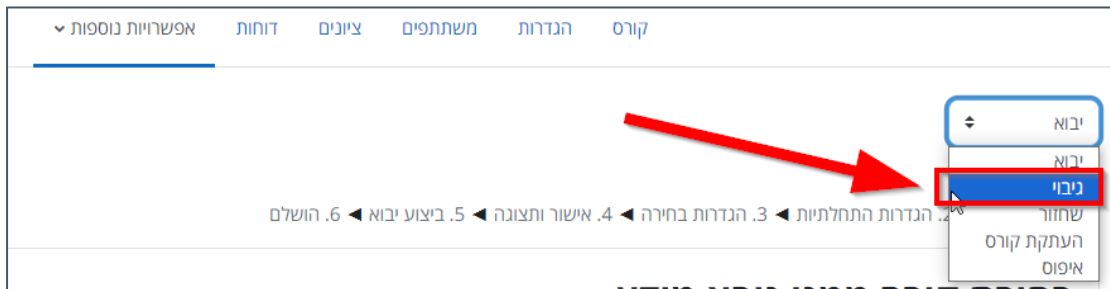 קורס הגדרות משתתפים ציונים דוחות אפשרויות נוספות
יבוא
יבוא
גיבוי
שחזור
2. הגדרות התחלתיות ◄ 3. הגדרות בחירה ◄ 4. אישור ותצוגה ◄ 5. ביצוע יבוא ◄ 6. הושלם
העתקת קורס
איפוס